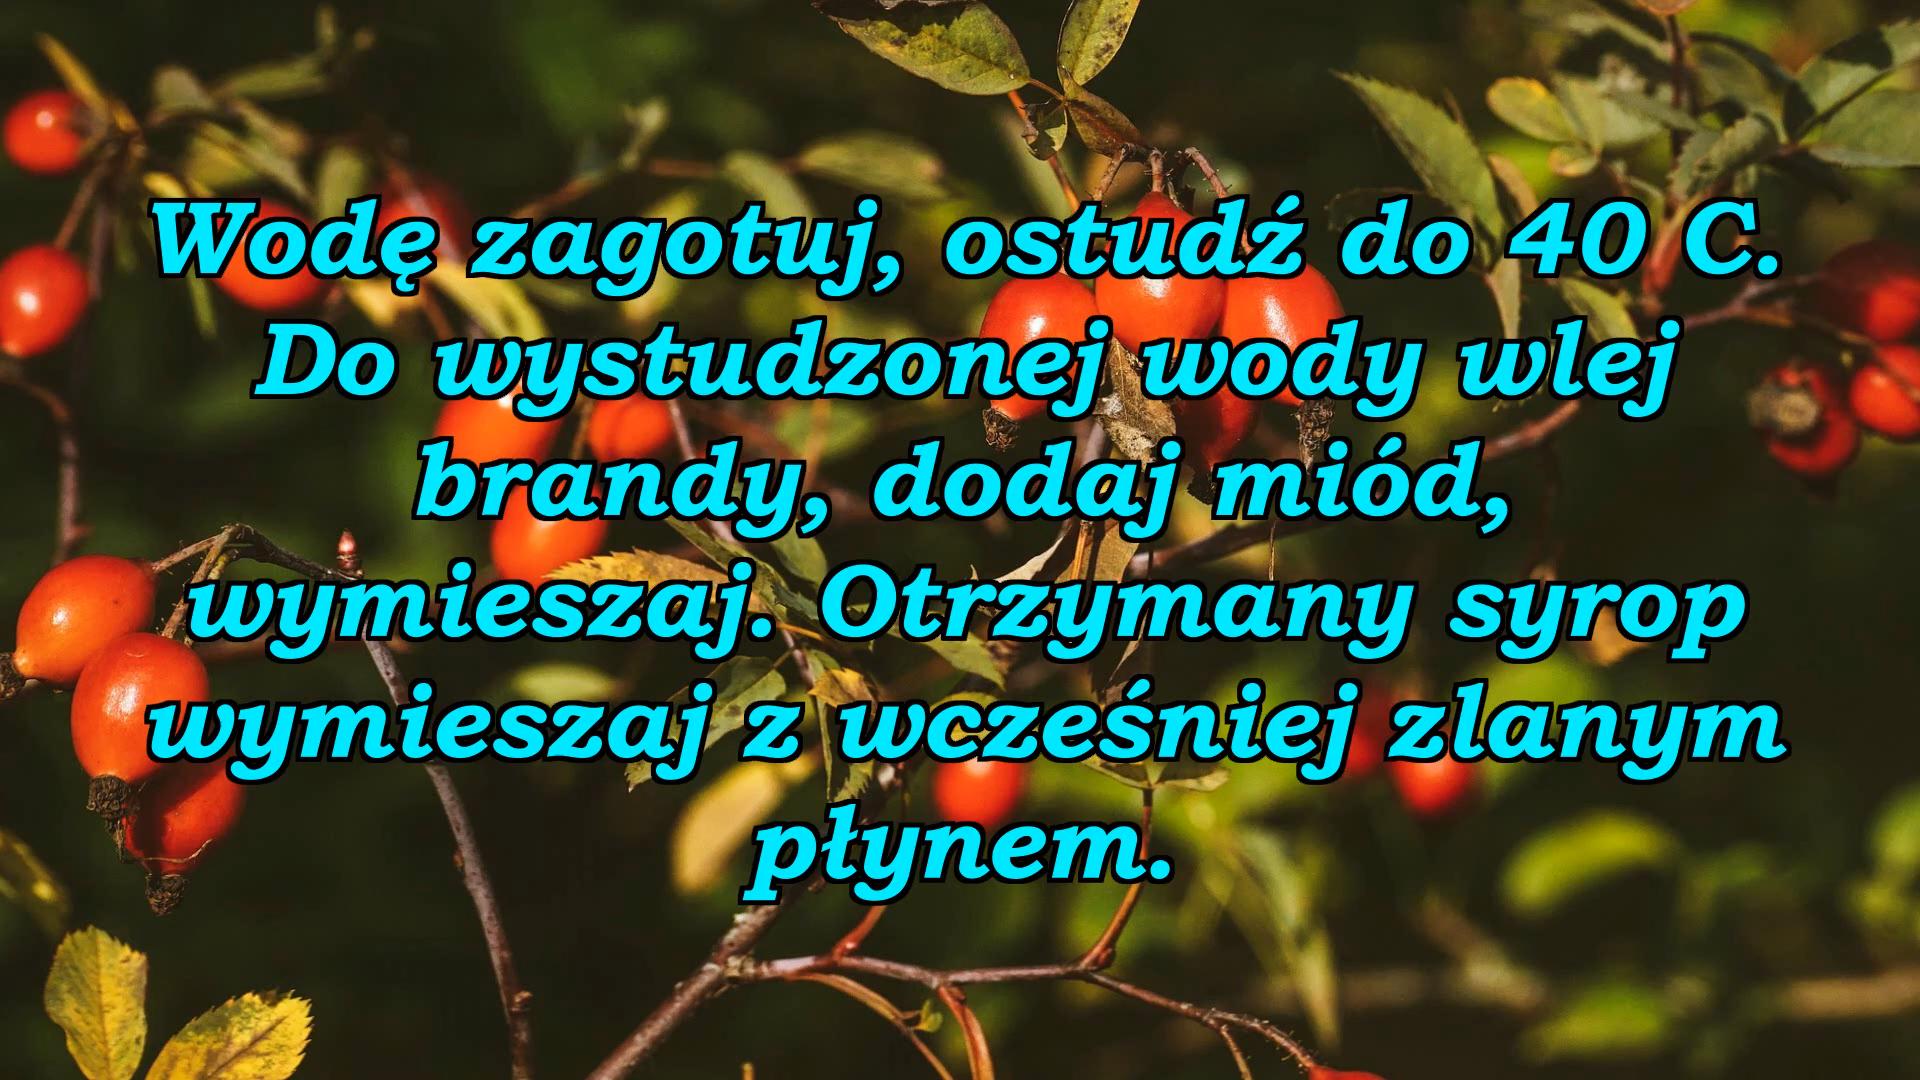 Wodę zagotuj, ostudź do 40 C.
Do wystudzonej wody wlej
brandy, dodaj miód,
wymieszaj. Otrzymany syrop
wymieszaj z wcześniej zlanym
płynem.